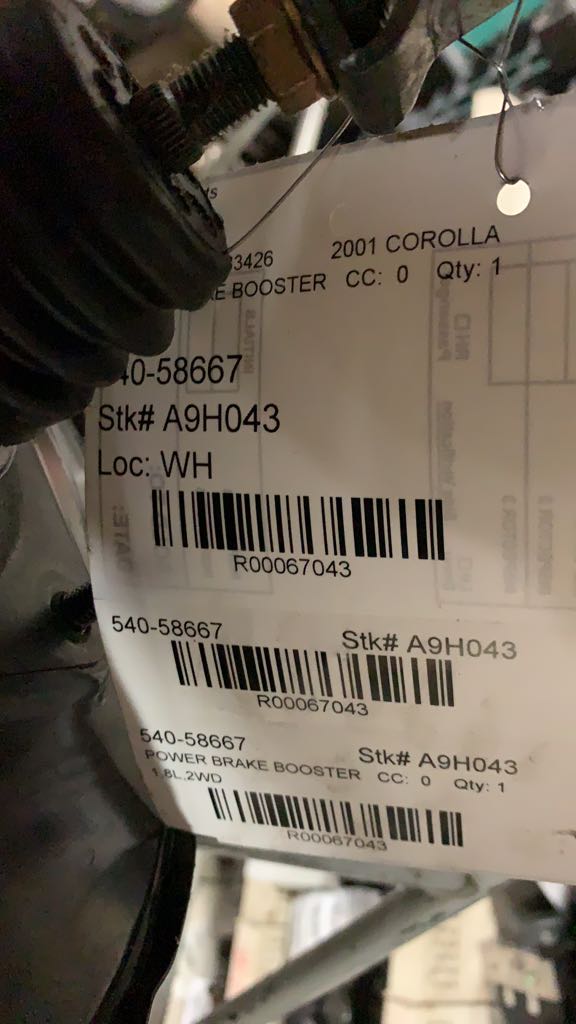 ts
33426 2001 COROLLA
E BOOSTER CC: 0 Qty: 1
40-58667
Stk# A9H043
Loc: WH
R00067043
540-58667 Stk# A9H043
R00067043
540-58667 Stk# A9H043
POWER BRAKE BOOSTER CC: 0 Qty: 1
1.8L,2WD
R00067043